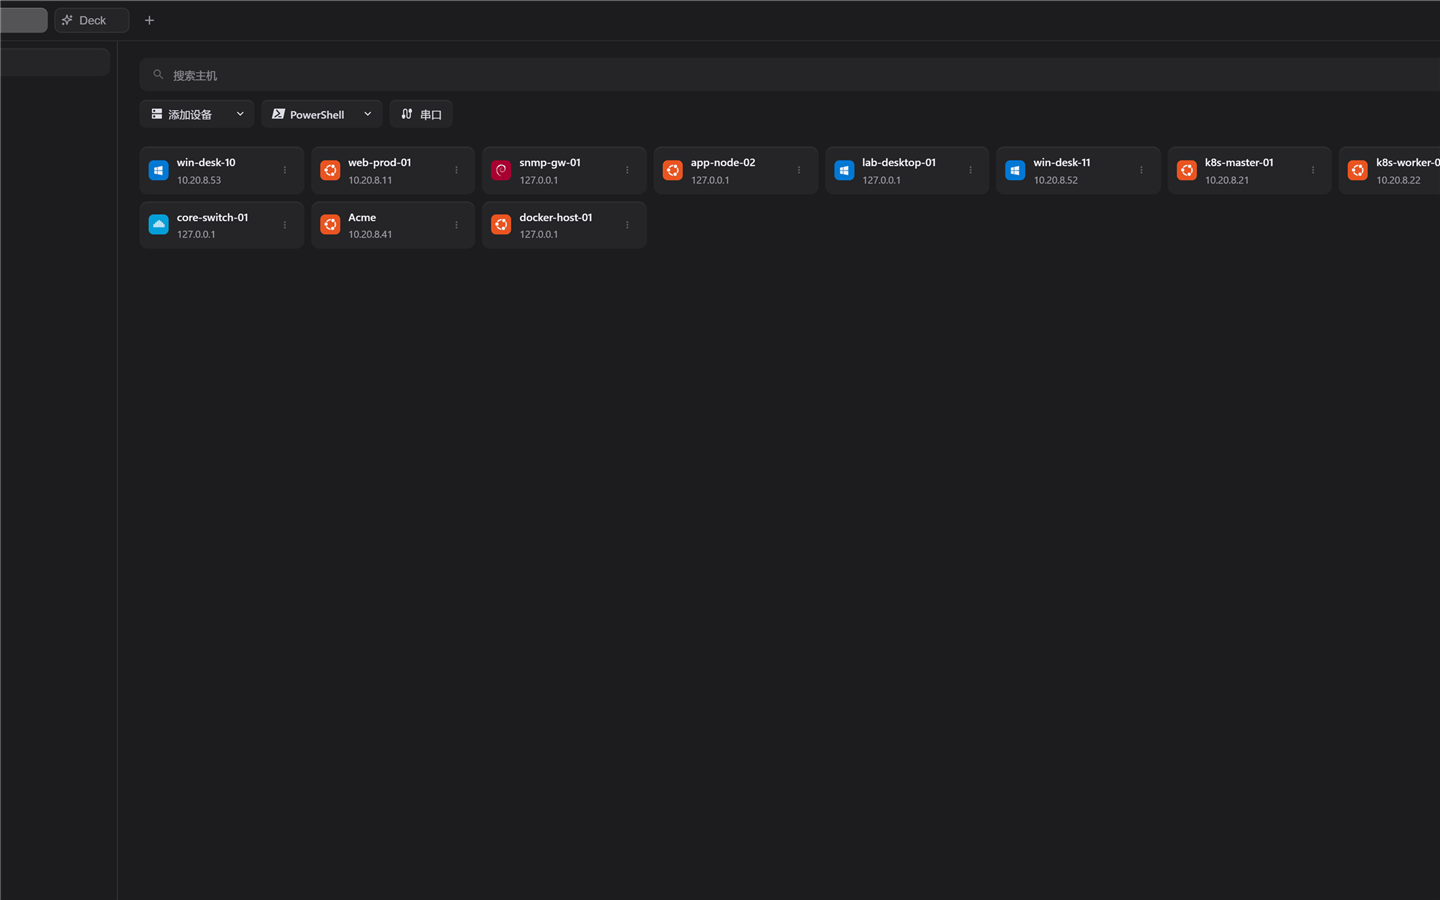 Deck
搜索主机
添加设备
PowerShell
串口
win-desk-10
10.20.8.53
web-prod-01
10.20.8.11
snmp-gw-01
127.0.0.1
app-node-02
127.0.0.1
lab-desktop-01
127.0.0.1
win-desk-11
10.20.8.52
k8s-master-01
10.20.8.21
k8s-worker-0
10.20.8.22
core-switch-01
127.0.0.1
Acme
10.20.8.41
docker-host-01
127.0.0.1